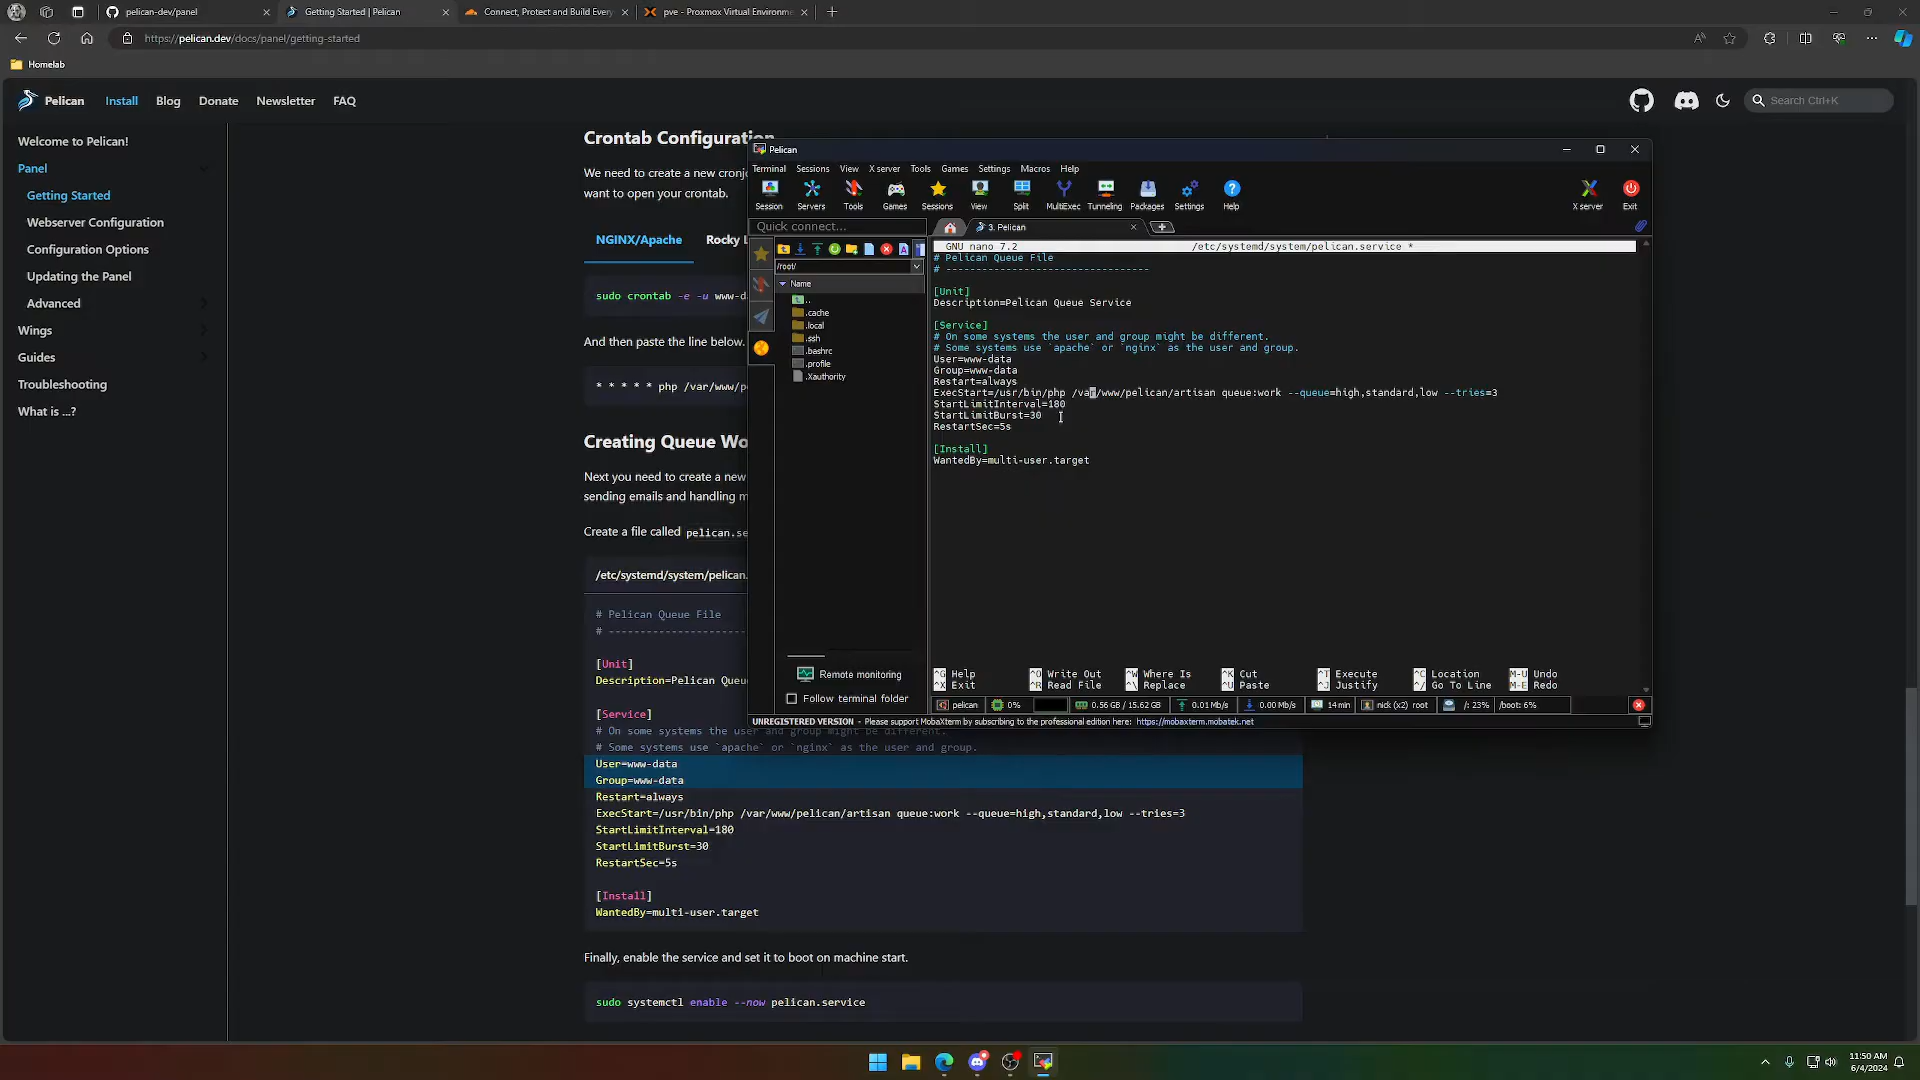 pelican-dev/panel
Getting Started | Pelican
Connect, Protect and Build Every
pve - Proxmox Virtual Environm
https://pelican.dev/docs/panel/getting-started
Homelab
Pelican
Install
Blog
Donate
Newsletter
FAQ
Search Ctrl+K
Welcome to Pelican!
Panel
Getting Started
Webserver Configuration
Configuration Options
Updating the Panel
Advanced
Wings
Guides
Troubleshooting
What is ...?
Crontab Configuration
We need to create a new cronj
want to open your crontab.
NGINX/Apache
Rocky L
sudo crontab -e -u www-d
And then paste the line below.
* * * * * php /var/www/p
Creating Queue Wo
Next you need to create a new
sending emails and handling m
Create a file called pelican.se
/etc/systemd/system/pelican.
# Pelican Queue File
# ----------------------
[Unit]
Description=Pelican Queu
[Service]
# On some systems the user and group might be different.
# Some systems use `apache` or `nginx` as the user and group.
User=www-data
Group=www-data
Restart=always
ExecStart=/usr/bin/php /var/www/pelican/artisan queue:work --queue=high,standard,low --tries=3
StartLimitInterval=180
StartLimitBurst=30
RestartSec=5s
[Install]
WantedBy=multi-user.target
Finally, enable the service and set it to boot on machine start.
sudo systemctl enable --now pelican.service
Pelican
Terminal Sessions View X server Tools Games Settings Macros Help
Session Servers Tools Games Sessions View Split MultiExec Tunneling Packages Settings Help
X server Exit
Quick connect...
3. Pelican
/root/
Name
..
.cache
.local
.ssh
.bashrc
.profile
.Xauthority
Remote monitoring
Follow terminal folder
GNU nano 7.2 /etc/systemd/system/pelican.service *
# Pelican Queue File
# ----------------------------------
[Unit]
Description=Pelican Queue Service
[Service]
# On some systems the user and group might be different.
# Some systems use `apache` or `nginx` as the user and group.
User=www-data
Group=www-data
Restart=always
ExecStart=/usr/bin/php /var/www/pelican/artisan queue:work --queue=high,standard,low --tries=3
StartLimitInterval=180
StartLimitBurst=30
RestartSec=5s
[Install]
WantedBy=multi-user.target
^G Help ^O Write Out ^W Where Is ^K Cut ^T Execute ^C Location M-U Undo
^X Exit ^R Read File ^\ Replace ^U Paste ^J Justify ^/ Go To Line M-E Redo
pelican 0% 0.56 GB / 15.62 GB 0.01 Mb/s 0.00 Mb/s 14 min nick (x2) root /: 23% /boot: 6%
UNREGISTERED VERSION - Please support MobaXterm by subscribing to the professional edition here: https://mobaxterm.mobatek.net
11:50 AM
6/4/2024